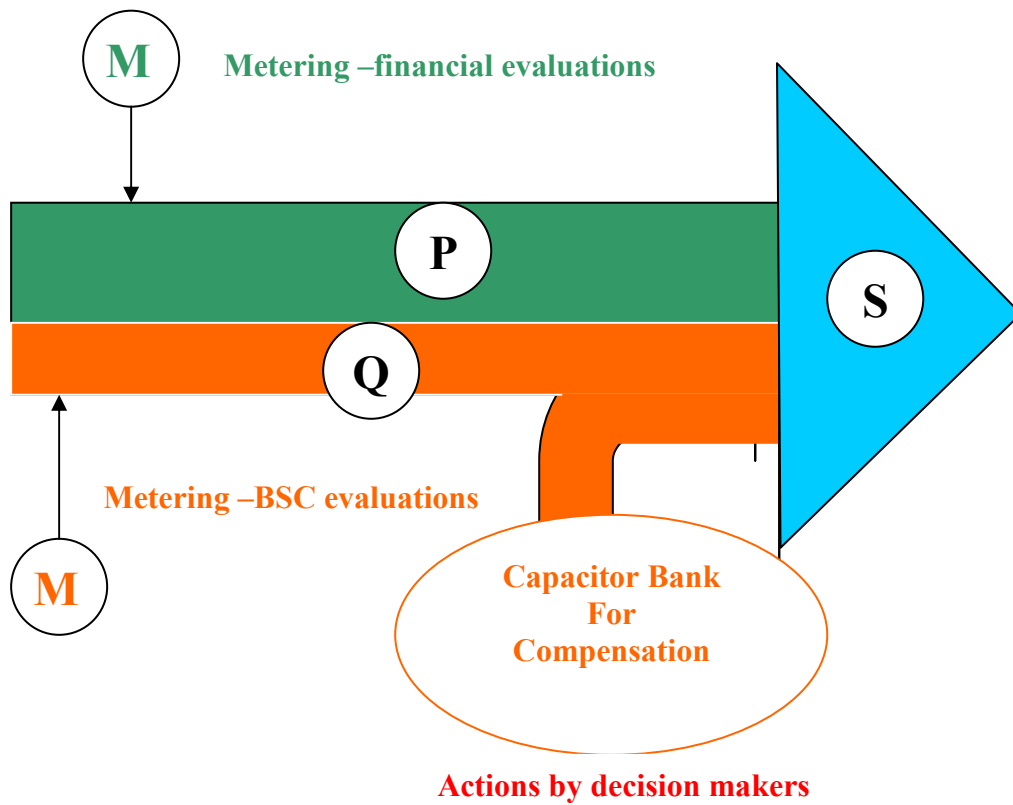 M
Metering –financial evaluations
P
S
Q
Metering –BSC evaluations
M
Capacitor Bank
For
Compensation
Actions by decision makers